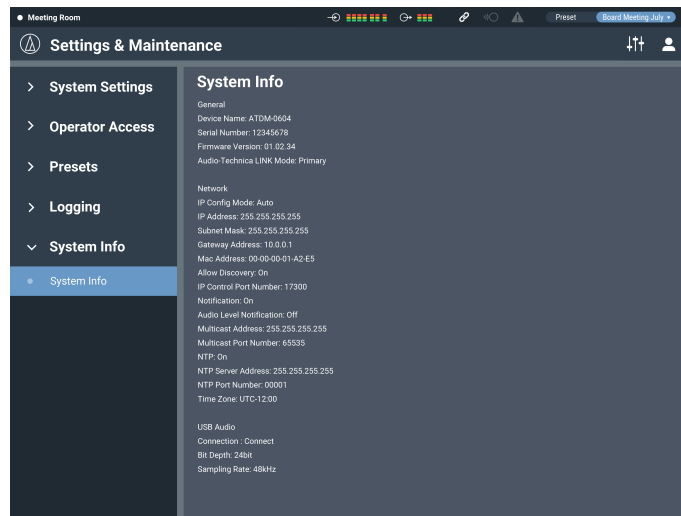 Meeting Room
Preset
Board Meeting July
Settings & Maintenance
System Settings
Operator Access
Presets
Logging
System Info
System Info
System Info
General
Device Name: ATDM-0604
Serial Number: 12345678
Firmware Version: 01.02.34
Audio-Technica LINK Mode: Primary
Network
IP Config Mode: Auto
IP Address: 255.255.255.255
Subnet Mask: 255.255.255.255
Gateway Address: 10.0.0.1
Mac Address: 00-00-00-01-A2-E5
Allow Discovery: On
IP Control Port Number: 17300
Notification: On
Audio Level Notification: Off
Multicast Address: 255.255.255.255
Multicast Port Number: 65535
NTP: On
NTP Server Address: 255.255.255.255
NTP Port Number: 00001
Time Zone: UTC-12:00
USB Audio
Connection : Connect
Bit Depth: 24bit
Sampling Rate: 48kHz